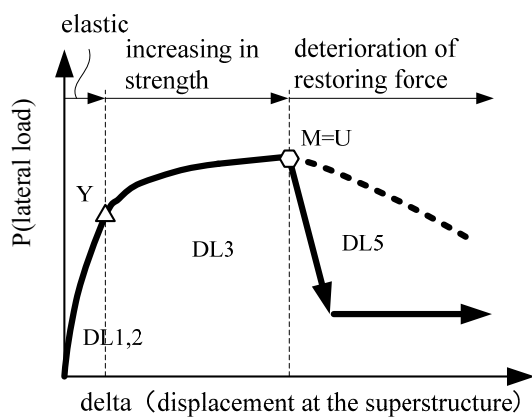 elastic
increasing in
strength
deterioration of
restoring force
P(lateral load)
Y
M=U
DL3
DL5
DL1,2
delta（displacement at the superstructure）